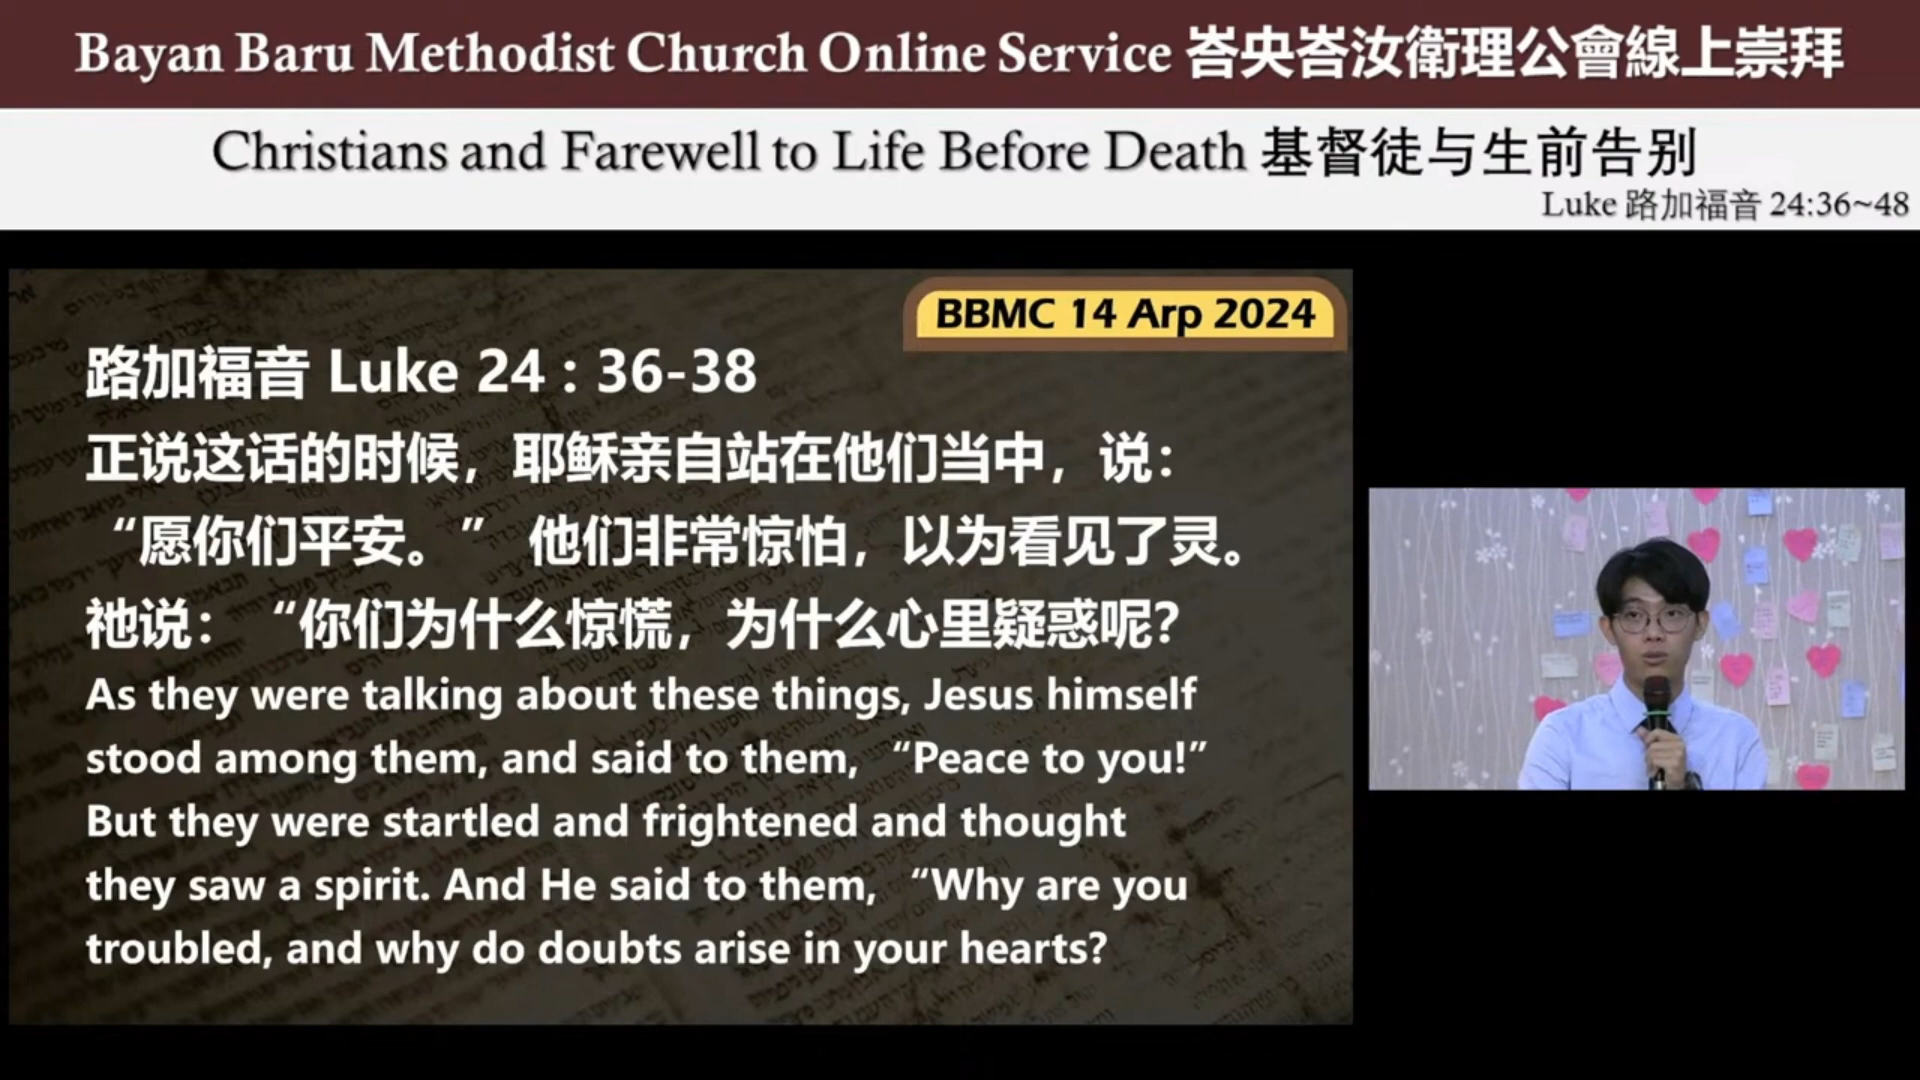 Bayan Baru Methodist Church Online Service 峇央峇汝衛理公會線上崇拜
Christians and Farewell to Life Before Death 基督徒与生前告别
Luke 路加福音 24:36~48
BBMC 14 Arp 2024
路加福音 Luke 24 : 36-38
正说这话的时候，耶稣亲自站在他们当中，说：
“愿你们平安。” 他们非常惊怕，以为看见了灵。
祂说：“你们为什么惊慌，为什么心里疑惑呢？
As they were talking about these things, Jesus himself
stood among them, and said to them, “Peace to you!”
But they were startled and frightened and thought
they saw a spirit. And He said to them, “Why are you
troubled, and why do doubts arise in your hearts?